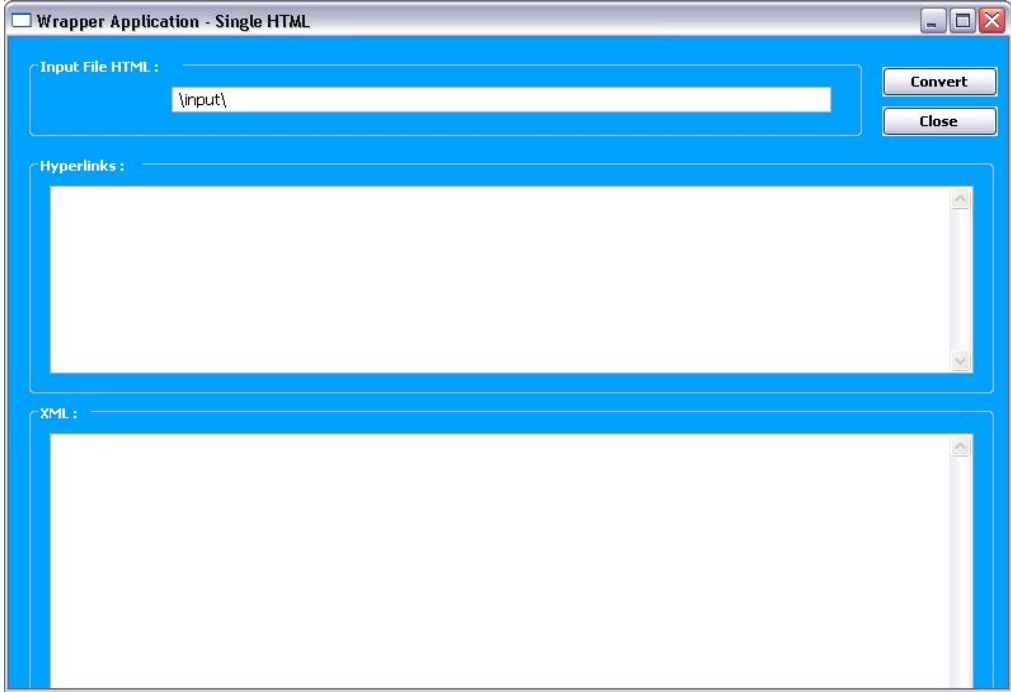 Wrapper Application - Single HTML
Input File HTML :
\input\
Convert
Close
Hyperlinks :
XML :